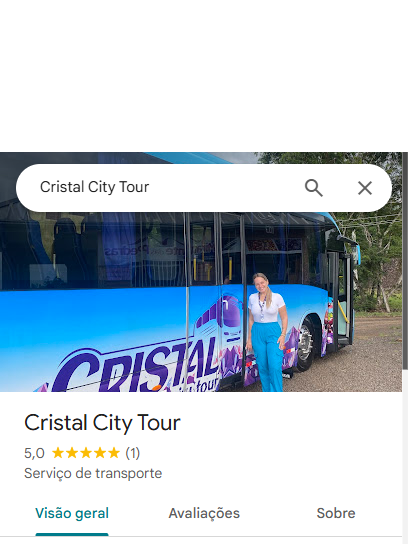 Cristal City Tour
CRISTAL
city tour
Cristal City Tour
5,0 (1)
Serviço de transporte
Visão geral
Avaliações
Sobre